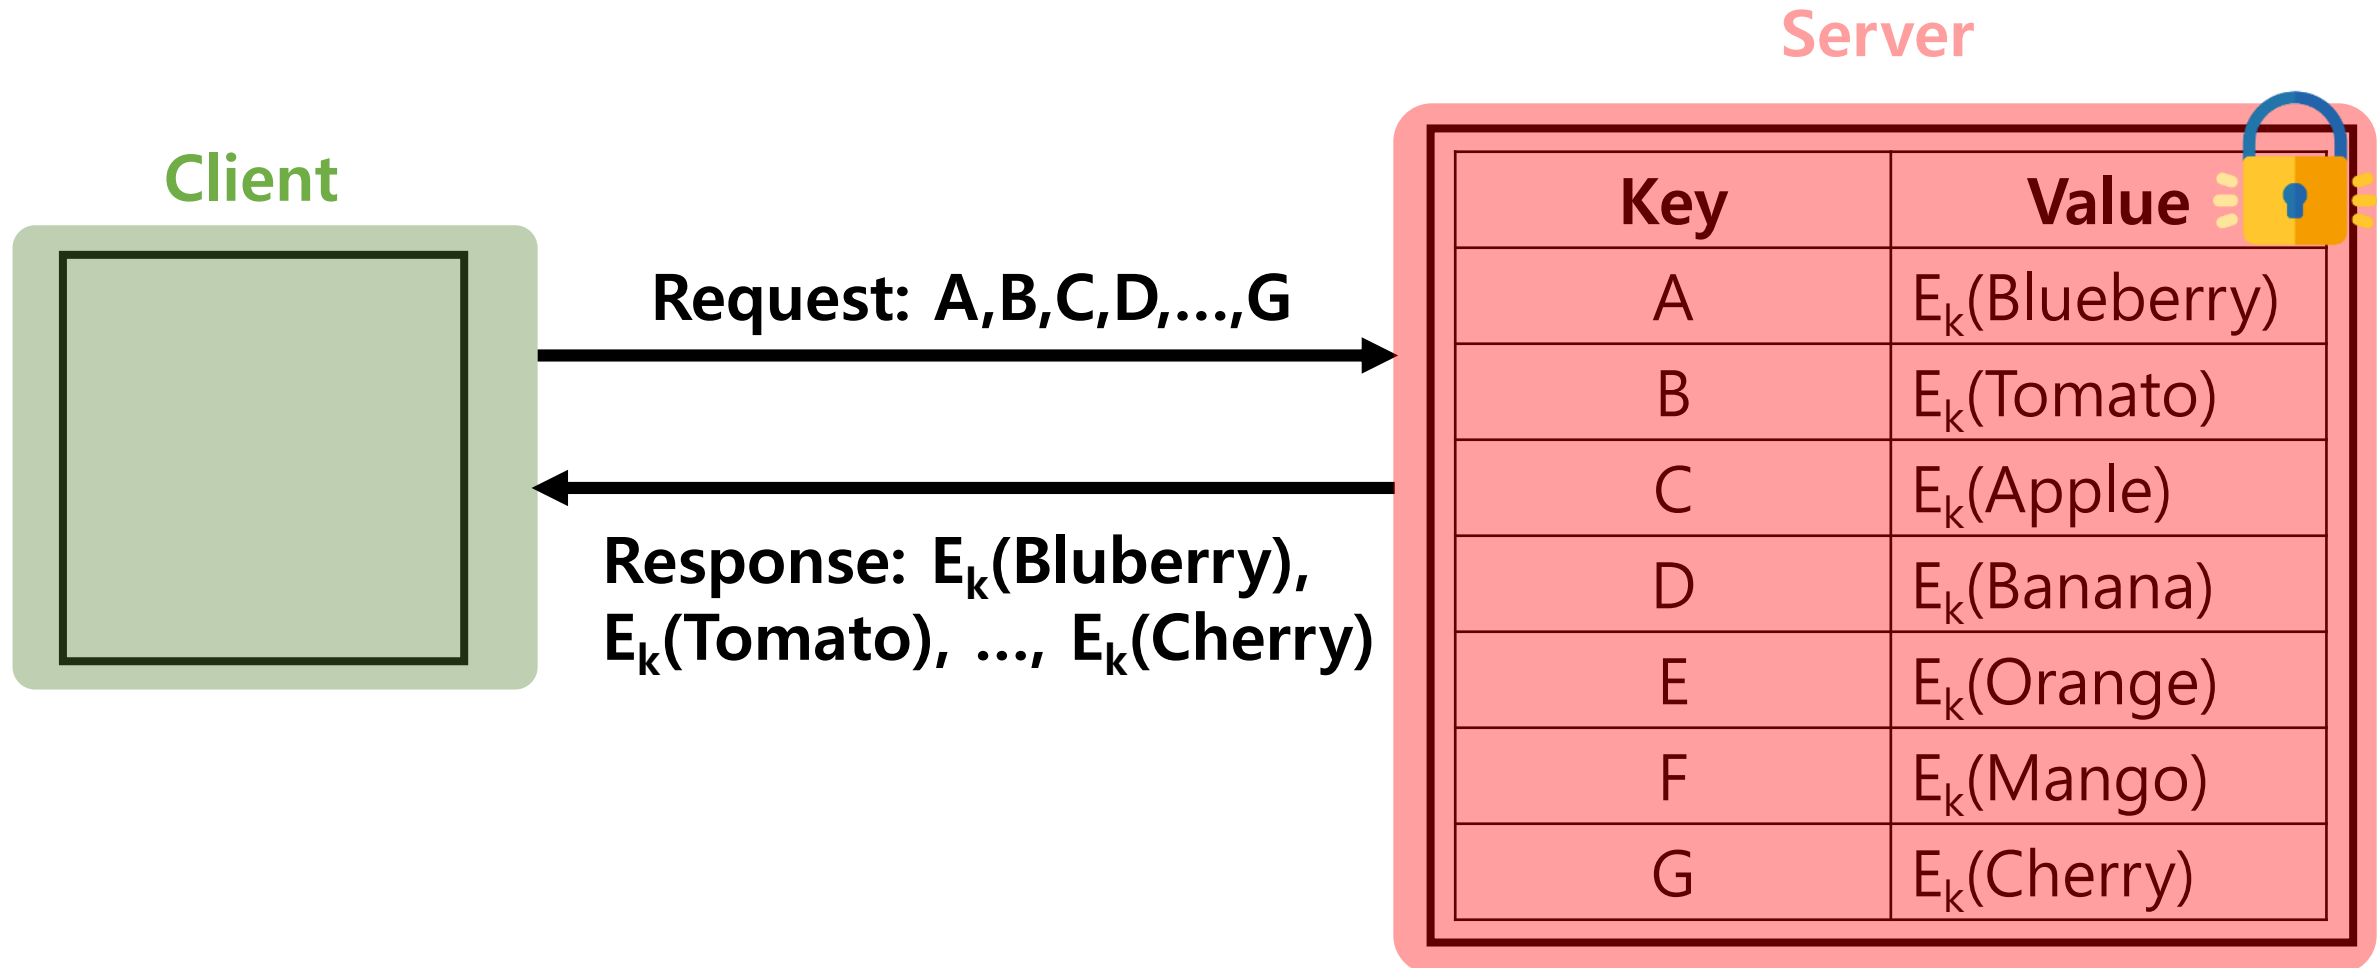 Server
Client
Request: A,B,C,D,...,G
Response: Ek(Bluberry),
Ek(Tomato), ..., Ek(Cherry)
Key Value
A Ek(Blueberry)
B Ek(Tomato)
C Ek(Apple)
D Ek(Banana)
E Ek(Orange)
F Ek(Mango)
G Ek(Cherry)